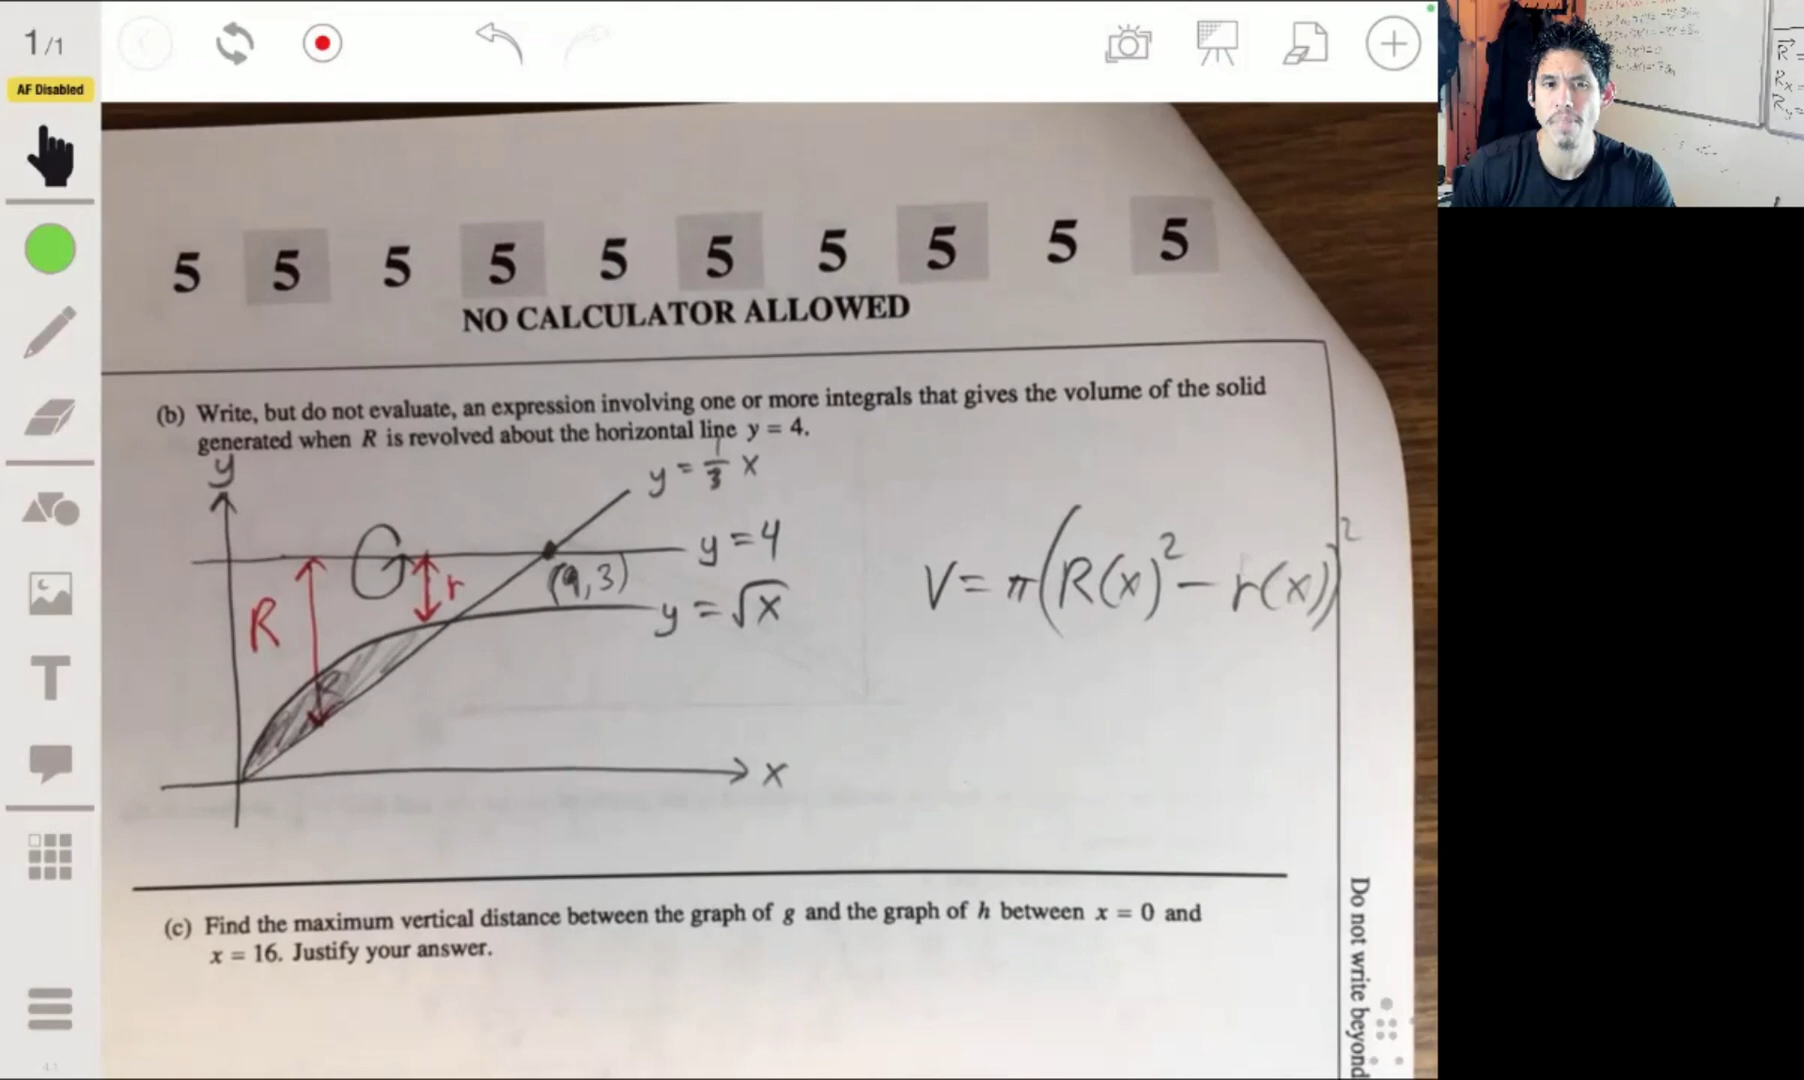 1/1
AF Disabled
5 5 5 5 5 5 5 5 5 5
NO CALCULATOR ALLOWED
(b) Write, but do not evaluate, an expression involving one or more integrals that gives the volume of the solid
generated when R is revolved about the horizontal line y = 4.
y
y = 1/3 x
y = 4
(9,3)
r
R
y = √x
R
x
V = π(R(x)² - r(x))²
(c) Find the maximum vertical distance between the graph of g and the graph of h between x = 0 and
x = 16. Justify your answer.
Do not write beyond
T